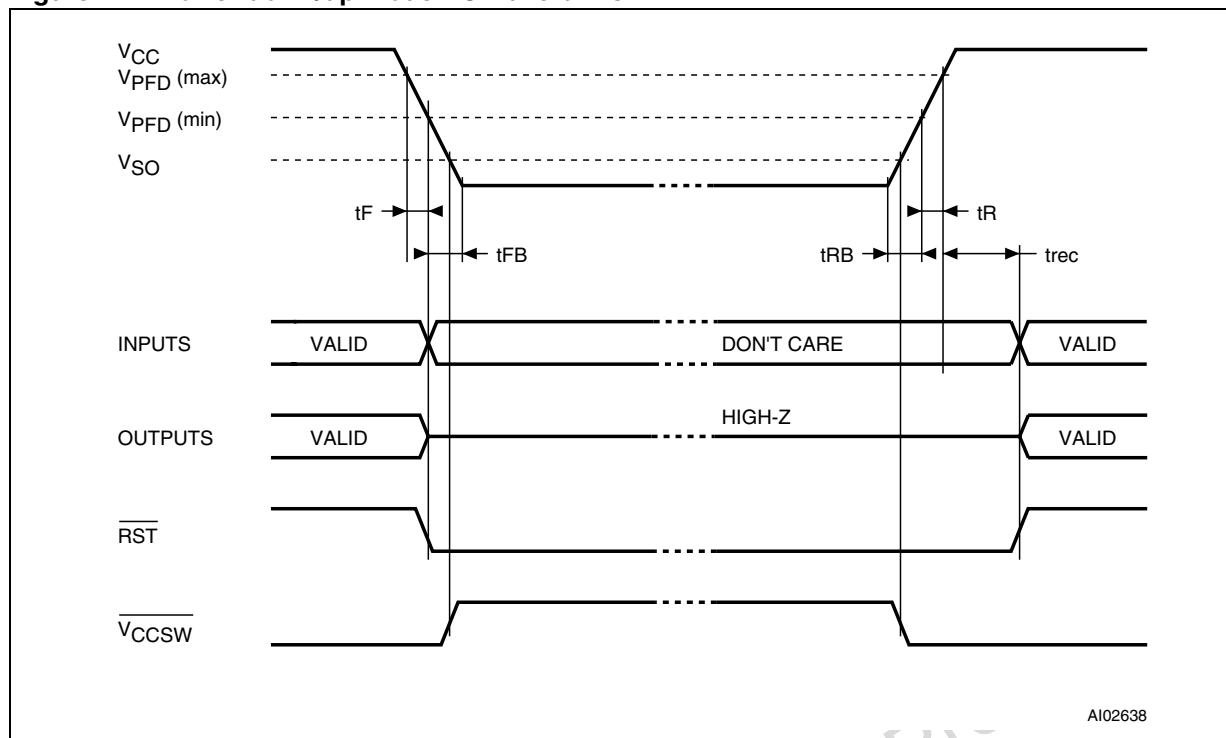 VCC
VPFD (max)
VPFD (min)
VSO
tF
tR
tFB
tRB
trec
INPUTS
VALID
DON'T CARE
VALID
HIGH-Z
OUTPUTS
VALID
VALID
RST
VCCSW
AI02638